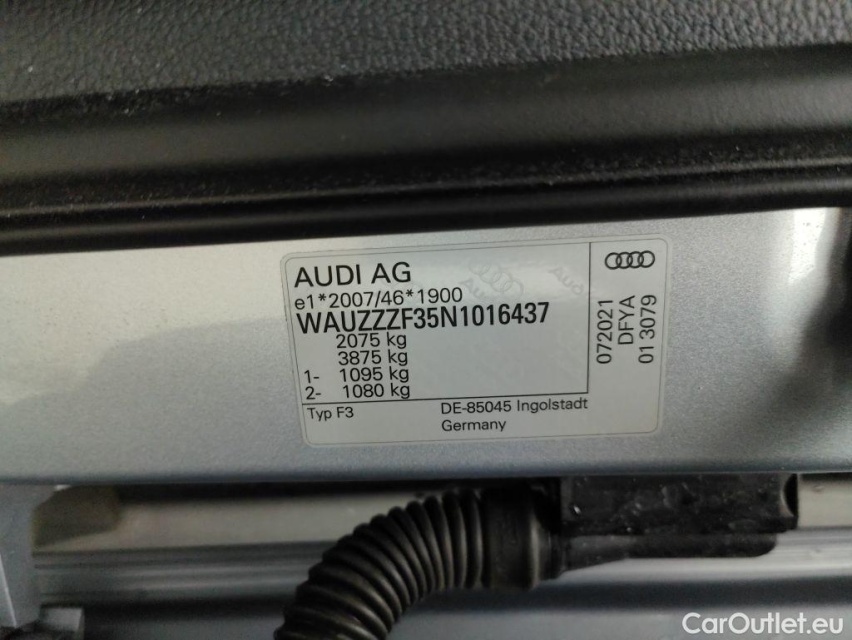 AUDI AG
e1*2007/46*1900
WAUZZZF35N1016437
2075 kg
3875 kg
1- 1095 kg
2- 1080 kg
Typ F3
DE-85045 Ingolstadt
Germany
072021
DFYA
013079
CarOutlet.eu